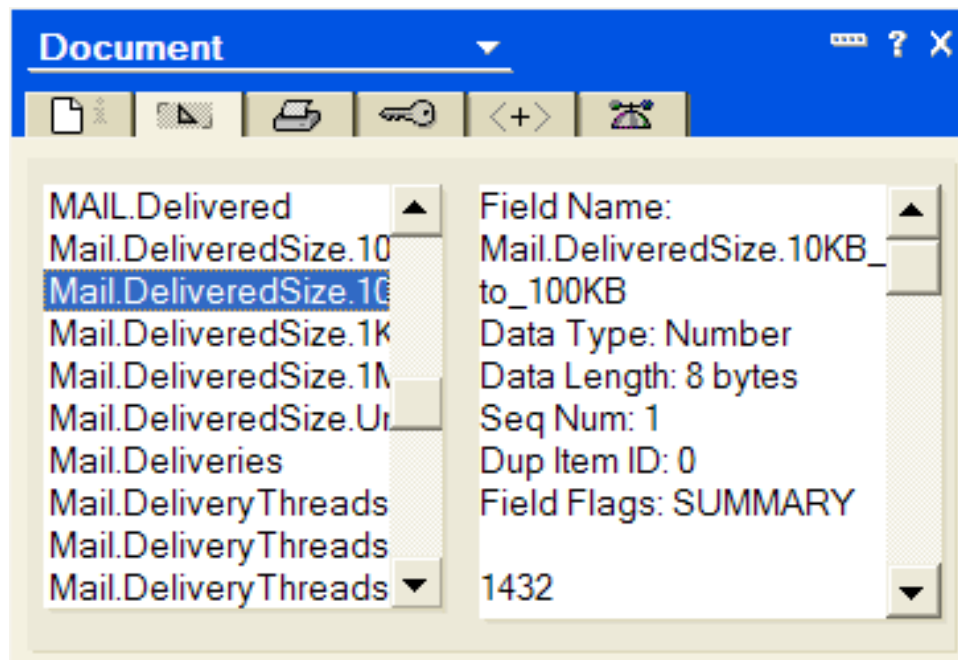 Document
? X
<+>
MAIL.Delivered
Mail.DeliveredSize.10
Mail.DeliveredSize.10
Mail.DeliveredSize.1K
Mail.DeliveredSize.1M
Mail.DeliveredSize.Un
Mail.Deliveries
Mail.DeliveryThreads
Mail.DeliveryThreads
Mail.DeliveryThreads
Field Name:
Mail.DeliveredSize.10KB_
to_100KB
Data Type: Number
Data Length: 8 bytes
Seq Num: 1
Dup Item ID: 0
Field Flags: SUMMARY
1432